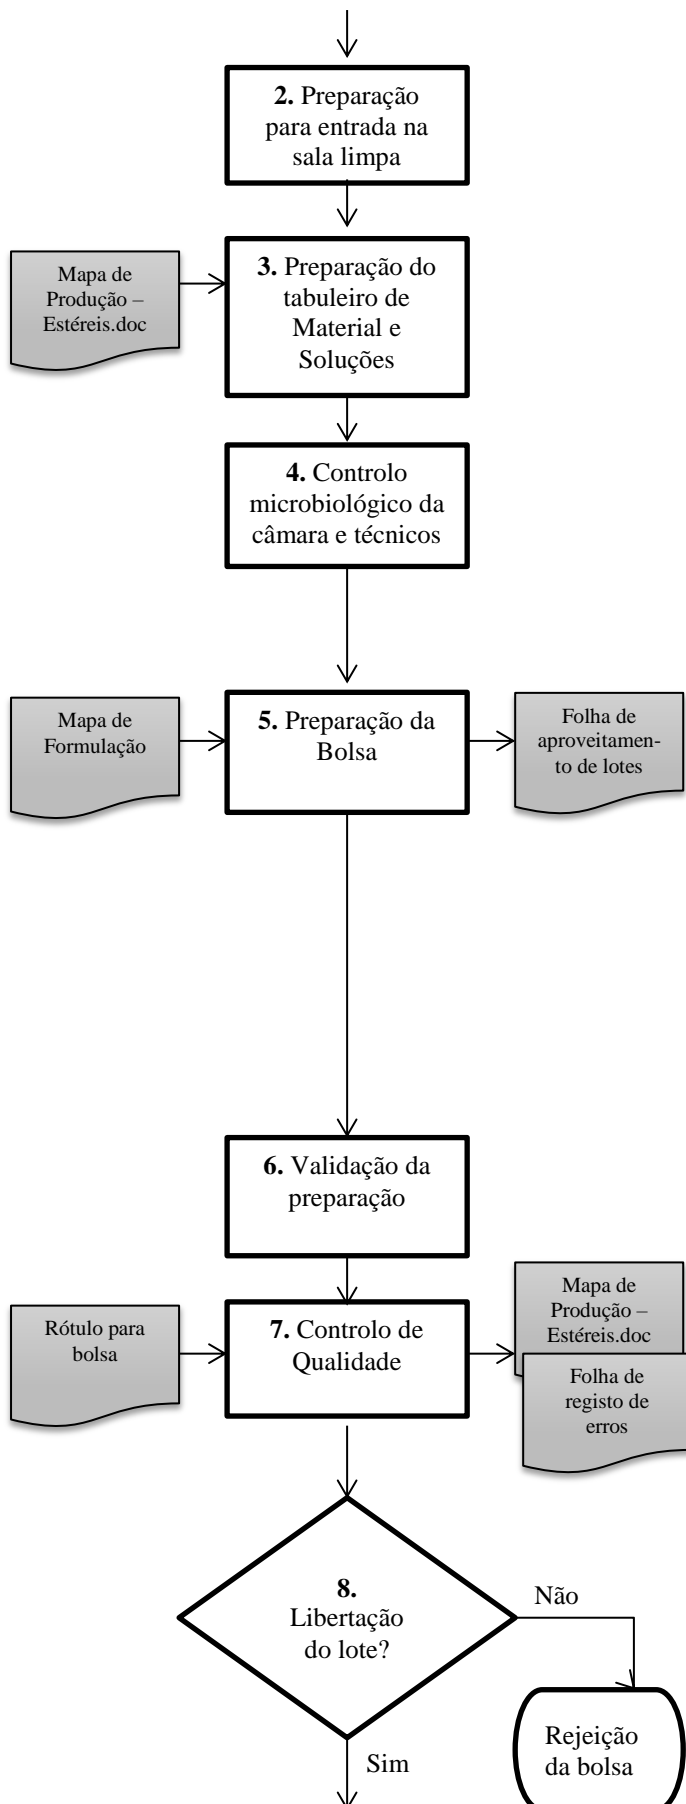 2. Preparação
para entrada na
sala limpa
Mapa de
Produção –
Estéreis.doc
3. Preparação do
tabuleiro de
Material e
Soluções
4. Controlo
microbiológico da
câmara e técnicos
Mapa de
Formulação
5. Preparação da
Bolsa
Folha de
aproveitamen-
to de lotes
6. Validação da
preparação
Rótulo para
bolsa
7. Controlo de
Qualidade
Mapa de
Produção –
Estéreis.doc
Folha de
registo de
erros
8.
Libertação
do lote?
Não
Rejeição
da bolsa
Sim